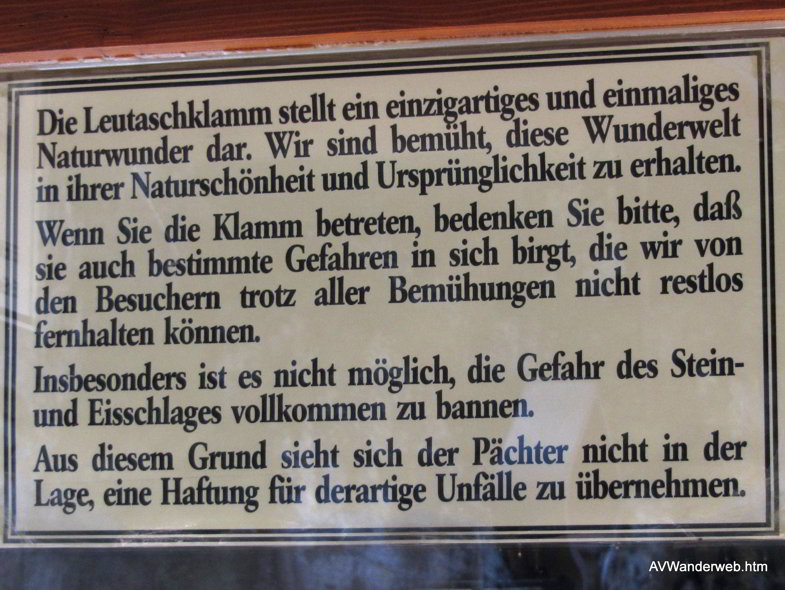 Die Leutaschklamm stellt ein einzigartiges und einmaliges
Naturwunder dar. Wir sind bemüht, diese Wunderwelt
in ihrer Naturschönheit und Ursprünglichkeit zu erhalten.
Wenn Sie die Klamm betreten, bedenken Sie bitte, daß
sie auch bestimmte Gefahren in sich birgt, die wir von
den Besuchern trotz aller Bemühungen nicht restlos
fernhalten können.
Insbesonders ist es nicht möglich, die Gefahr des Stein-
und Eisschlages vollkommen zu bannen.
Aus diesem Grund sieht sich der Pächter nicht in der
Lage, eine Haftung für derartige Unfälle zu übernehmen.
AVWanderweb.htm